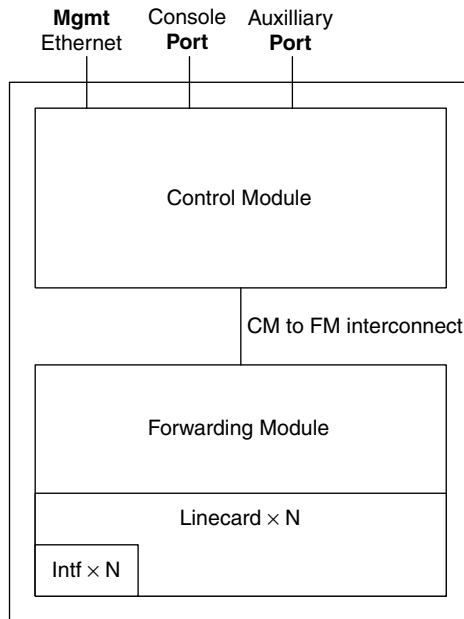 Mgmt
Ethernet
Console
Port
Auxilliary
Port
Control Module
CM to FM interconnect
Forwarding Module
Linecard × N
Intf × N